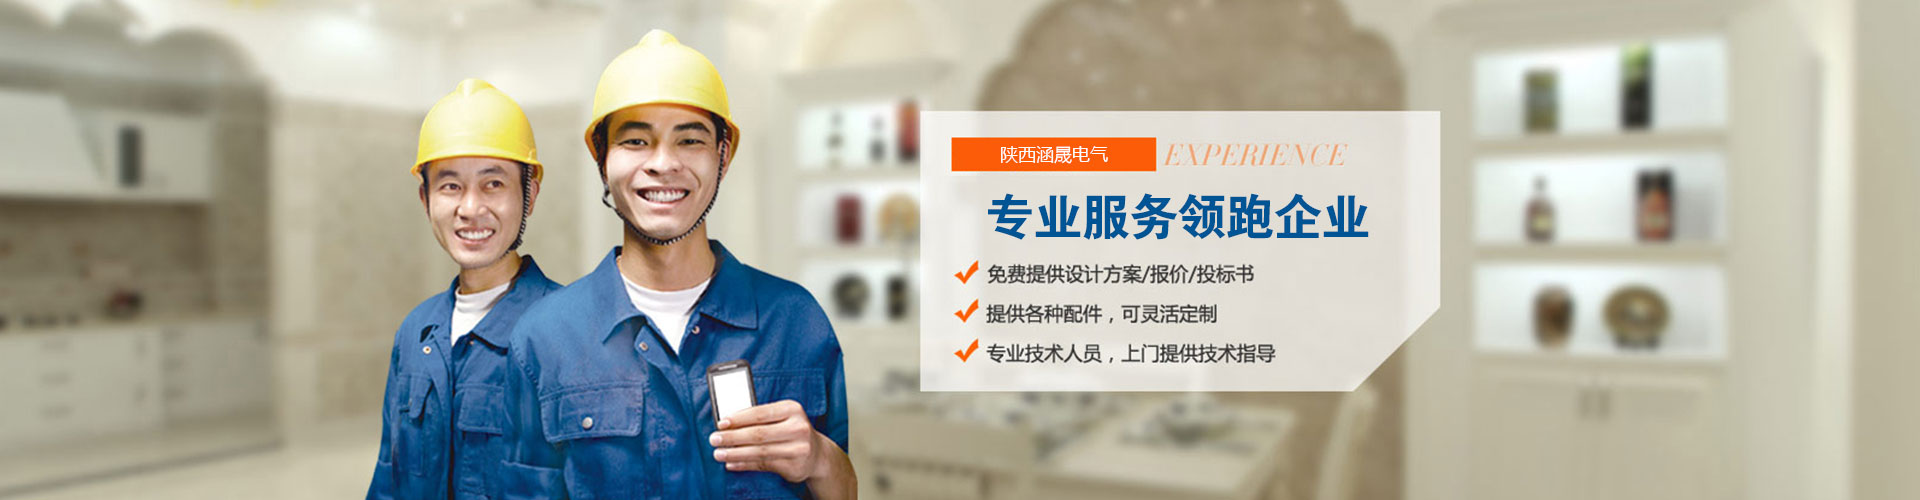 陕西涵晟电气 EXPERIENCE
专业服务领跑企业
免费提供设计方案/报价/投标书
提供各种配件，可灵活定制
专业技术人员，上门提供技术指导